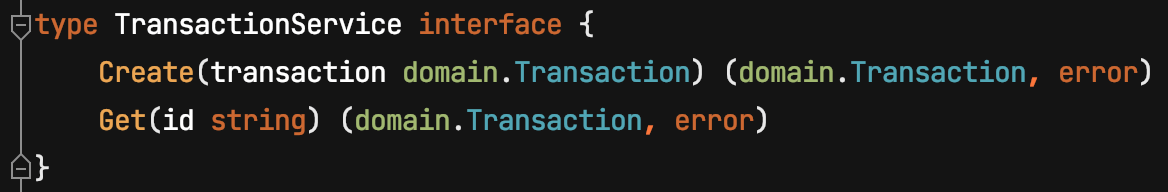 type TransactionService interface {
    Create(transaction domain.Transaction) (domain.Transaction, error)
    Get(id string) (domain.Transaction, error)
}